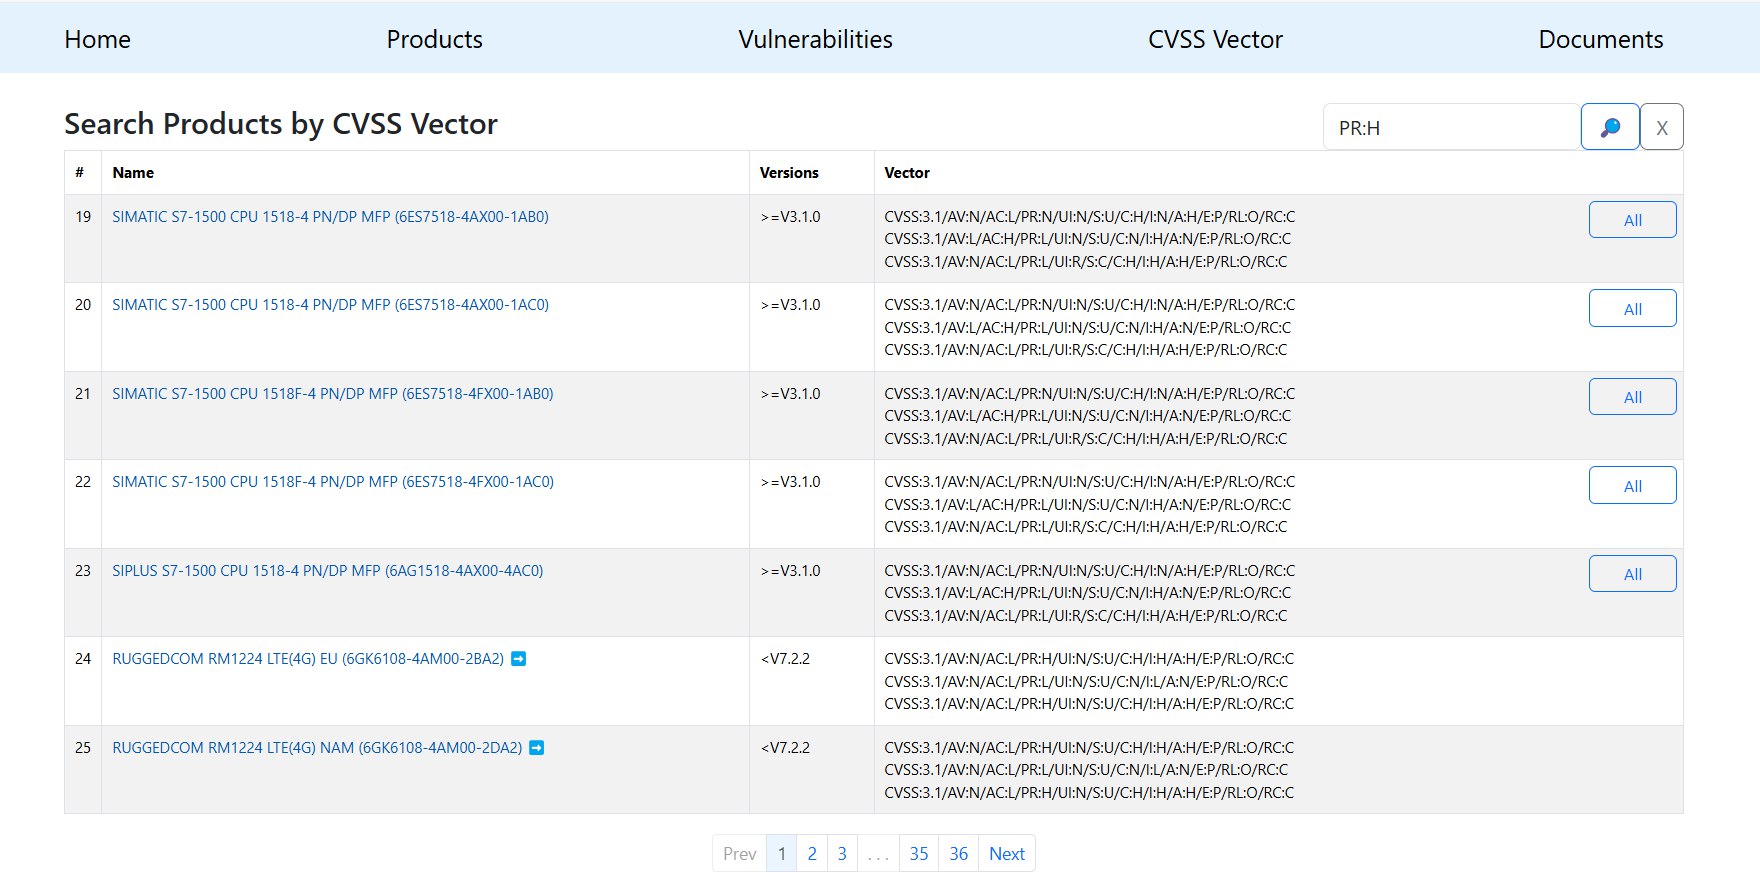 Home Products Vulnerabilities CVSS Vector Documents
Search Products by CVSS Vector PR:H X
# Name Versions Vector
19 SIMATIC S7-1500 CPU 1518-4 PN/DP MFP (6ES7518-4AX00-1AB0) >=V3.1.0 CVSS:3.1/AV:N/AC:L/PR:N/UI:N/S:U/C:H/I:N/A:H/E:P/RL:O/RC:C All
CVSS:3.1/AV:L/AC:H/PR:L/UI:N/S:U/C:N/I:H/A:N/E:P/RL:O/RC:C
CVSS:3.1/AV:N/AC:L/PR:L/UI:R/S:C/C:H/I:H/A:H/E:P/RL:O/RC:C
20 SIMATIC S7-1500 CPU 1518-4 PN/DP MFP (6ES7518-4AX00-1AC0) >=V3.1.0 CVSS:3.1/AV:N/AC:L/PR:N/UI:N/S:U/C:H/I:N/A:H/E:P/RL:O/RC:C All
CVSS:3.1/AV:L/AC:H/PR:L/UI:N/S:U/C:N/I:H/A:N/E:P/RL:O/RC:C
CVSS:3.1/AV:N/AC:L/PR:L/UI:R/S:C/C:H/I:H/A:H/E:P/RL:O/RC:C
21 SIMATIC S7-1500 CPU 1518F-4 PN/DP MFP (6ES7518-4FX00-1AB0) >=V3.1.0 CVSS:3.1/AV:N/AC:L/PR:N/UI:N/S:U/C:H/I:N/A:H/E:P/RL:O/RC:C All
CVSS:3.1/AV:L/AC:H/PR:L/UI:N/S:U/C:N/I:H/A:N/E:P/RL:O/RC:C
CVSS:3.1/AV:N/AC:L/PR:L/UI:R/S:C/C:H/I:H/A:H/E:P/RL:O/RC:C
22 SIMATIC S7-1500 CPU 1518F-4 PN/DP MFP (6ES7518-4FX00-1AC0) >=V3.1.0 CVSS:3.1/AV:N/AC:L/PR:N/UI:N/S:U/C:H/I:N/A:H/E:P/RL:O/RC:C All
CVSS:3.1/AV:L/AC:H/PR:L/UI:N/S:U/C:N/I:H/A:N/E:P/RL:O/RC:C
CVSS:3.1/AV:N/AC:L/PR:L/UI:R/S:C/C:H/I:H/A:H/E:P/RL:O/RC:C
23 SIPLUS S7-1500 CPU 1518-4 PN/DP MFP (6AG1518-4AX00-4AC0) >=V3.1.0 CVSS:3.1/AV:N/AC:L/PR:N/UI:N/S:U/C:H/I:N/A:H/E:P/RL:O/RC:C All
CVSS:3.1/AV:L/AC:H/PR:L/UI:N/S:U/C:N/I:H/A:N/E:P/RL:O/RC:C
CVSS:3.1/AV:N/AC:L/PR:L/UI:R/S:C/C:H/I:H/A:H/E:P/RL:O/RC:C
24 RUGGEDCOM RM1224 LTE(4G) EU (6GK6108-4AM00-2BA2) <V7.2.2 CVSS:3.1/AV:N/AC:L/PR:H/UI:N/S:U/C:H/I:H/A:H/E:P/RL:O/RC:C
CVSS:3.1/AV:N/AC:L/PR:L/UI:N/S:U/C:N/I:L/A:N/E:P/RL:O/RC:C
CVSS:3.1/AV:N/AC:L/PR:H/UI:N/S:U/C:H/I:H/A:H/E:P/RL:O/RC:C
25 RUGGEDCOM RM1224 LTE(4G) NAM (6GK6108-4AM00-2DA2) <V7.2.2 CVSS:3.1/AV:N/AC:L/PR:H/UI:N/S:U/C:H/I:H/A:H/E:P/RL:O/RC:C
CVSS:3.1/AV:N/AC:L/PR:L/UI:N/S:U/C:N/I:L/A:N/E:P/RL:O/RC:C
CVSS:3.1/AV:N/AC:L/PR:H/UI:N/S:U/C:H/I:H/A:H/E:P/RL:O/RC:C
Prev 1 2 3 ... 35 36 Next